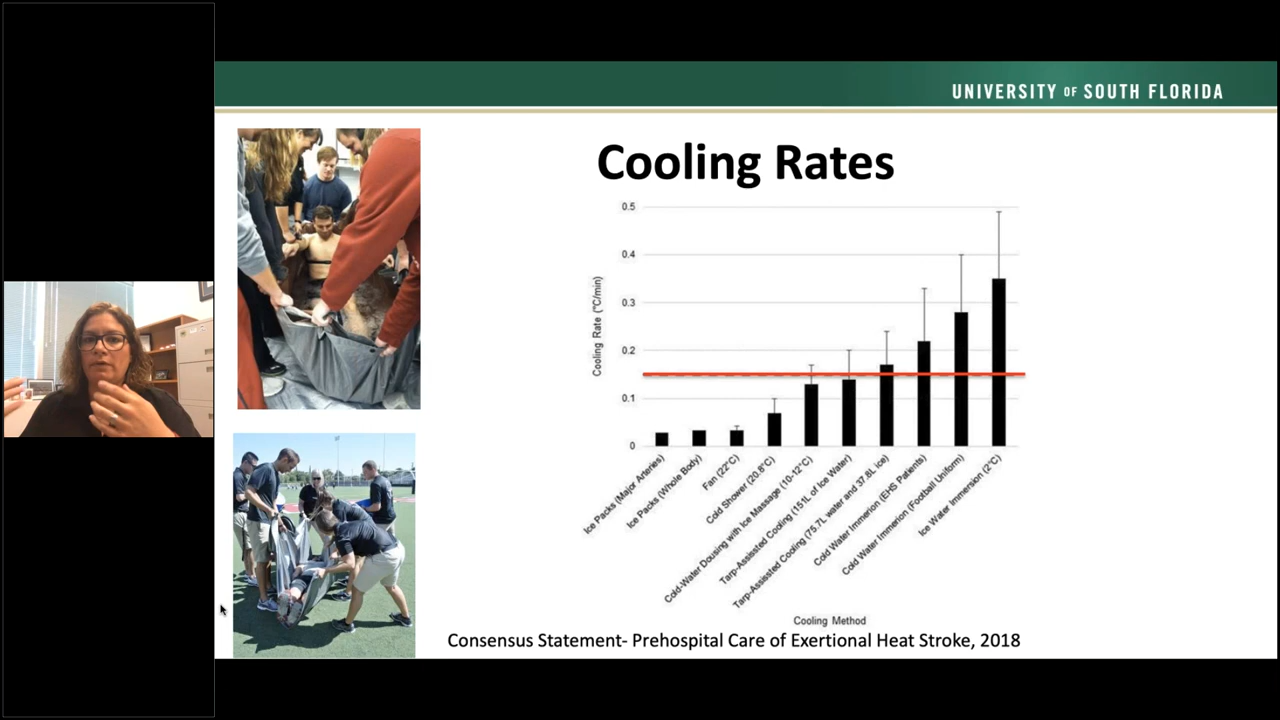 UNIVERSITY OF SOUTH FLORIDA
Cooling Rates
0.5
0.4
0.3
0.2
0.1
0
Cooling Rate (°C/min)
Ice Packs (Major Arteries)
Ice Packs (Whole Body)
Fan (22°C)
Cold Shower (20.8°C)
Cold-Water Dousing with Ice Massage (10-12°C)
Tarp-Assisted Cooling (151L of Ice Water)
Tarp-Assissted Cooling (75.7L water and 37.8L ice)
Cold Water Immerion (EHS Patients)
Cold Water Immerion (Football Uniform)
Ice Water Immersion (2°C)
Cooling Method
Consensus Statement- Prehospital Care of Exertional Heat Stroke, 2018